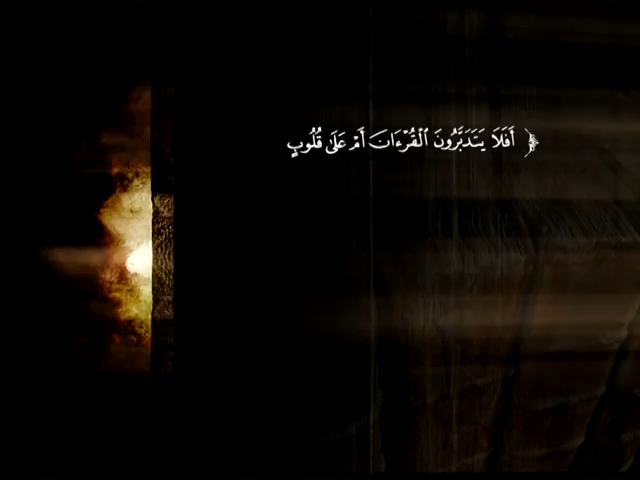 ﴿ أَفَلَا يَتَدَبَّرُونَ ٱلْقُرْءَانَ أَمْ عَلَىٰ قُلُوبٍ